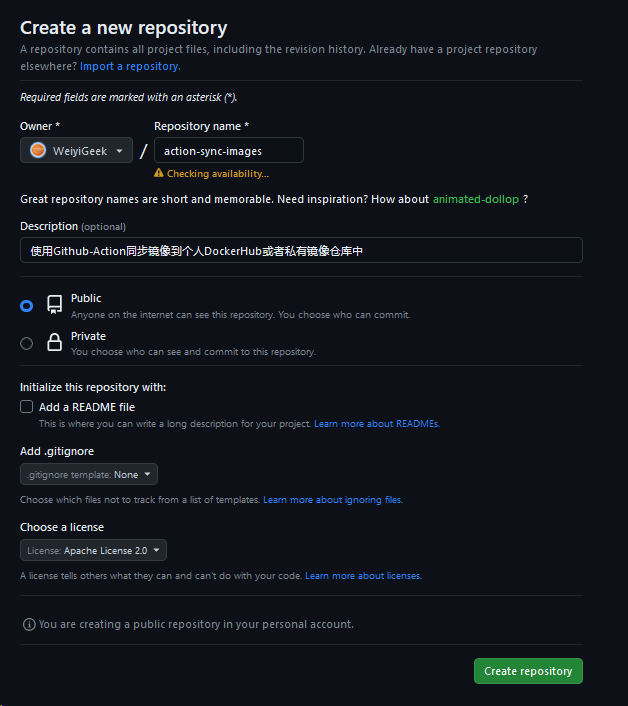 Create a new repository
A repository contains all project files, including the revision history. Already have a project repository
elsewhere? Import a repository.
Required fields are marked with an asterisk (*).
Owner *
Repository name *
WeiyiGeek
/
action-sync-images
Checking availability...
Great repository names are short and memorable. Need inspiration? How about animated-dollop ?
Description (optional)
使用Github-Action同步镜像到个人DockerHub或者私有镜像仓库中
Public
Anyone on the internet can see this repository. You choose who can commit.
Private
You choose who can see and commit to this repository.
Initialize this repository with:
Add a README file
This is where you can write a long description for your project. Learn more about READMEs.
Add .gitignore
.gitignore template: None
Choose which files not to track from a list of templates. Learn more about ignoring files.
Choose a license
License: Apache License 2.0
A license tells others what they can and can't do with your code. Learn more about licenses.
You are creating a public repository in your personal account.
Create repository